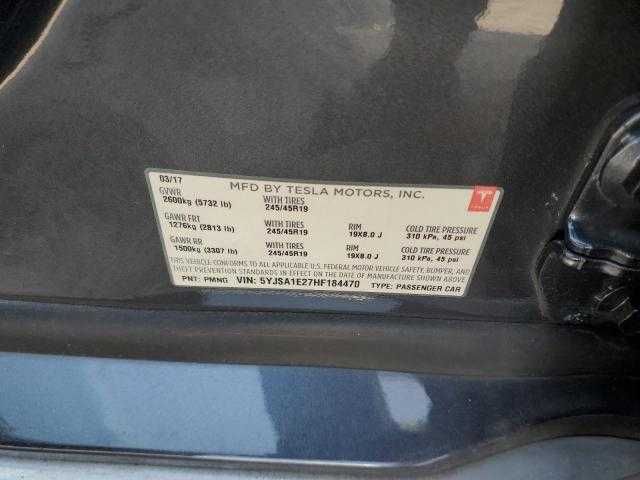 MFD BY TESLA MOTORS, INC.
03/17
GVWR
2600kg (5732 lb)
WITH TIRES
245/45R19
TESLA
GAWR FRT
1276kg (2813 lb)
WITH TIRES
245/45R19
RIM
19X8.0 J
COLD TIRE PRESSURE
310 kPa, 45 psi
GAWR RR
1500kg (3307 lb)
WITH TIRES
245/45R19
RIM
19X8.0 J
COLD TIRE PRESSURE
310 kPa, 45 psi
THIS VEHICLE CONFORMS TO ALL APPLICABLE U.S. FEDERAL MOTOR VEHICLE SAFETY, BUMPER, AND
THEFT PREVENTION STANDARDS IN EFFECT ON THE DATE OF MANUFACTURE SHOWN ABOVE
PNT: PMNG VIN: 5YJSA1E27HF184470 TYPE: PASSENGER CAR